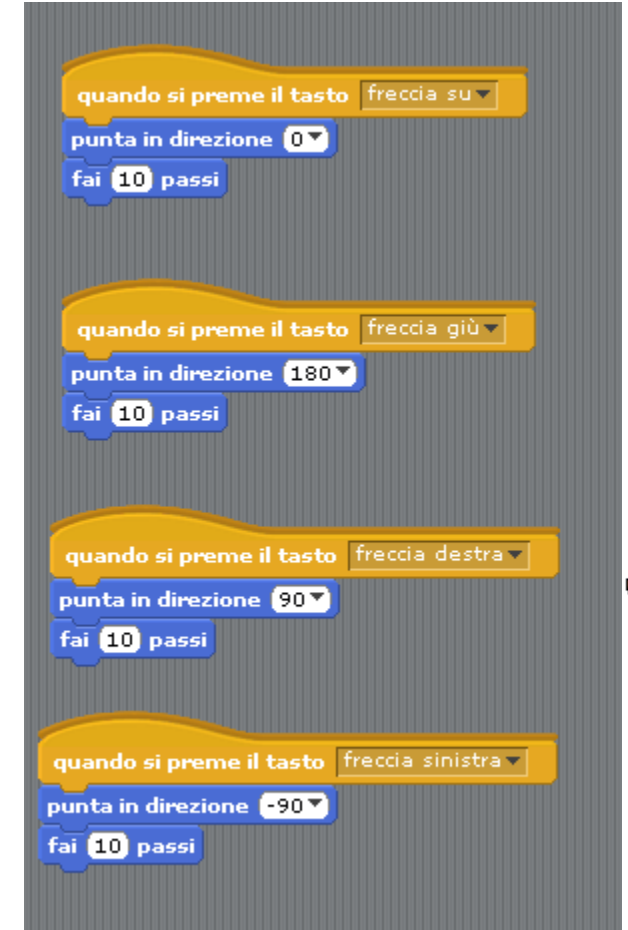 quando si preme il tasto freccia su
punta in direzione 0
fai 10 passi
quando si preme il tasto freccia giù
punta in direzione 180
fai 10 passi
quando si preme il tasto freccia destra
punta in direzione 90
fai 10 passi
quando si preme il tasto freccia sinistra
punta in direzione -90
fai 10 passi